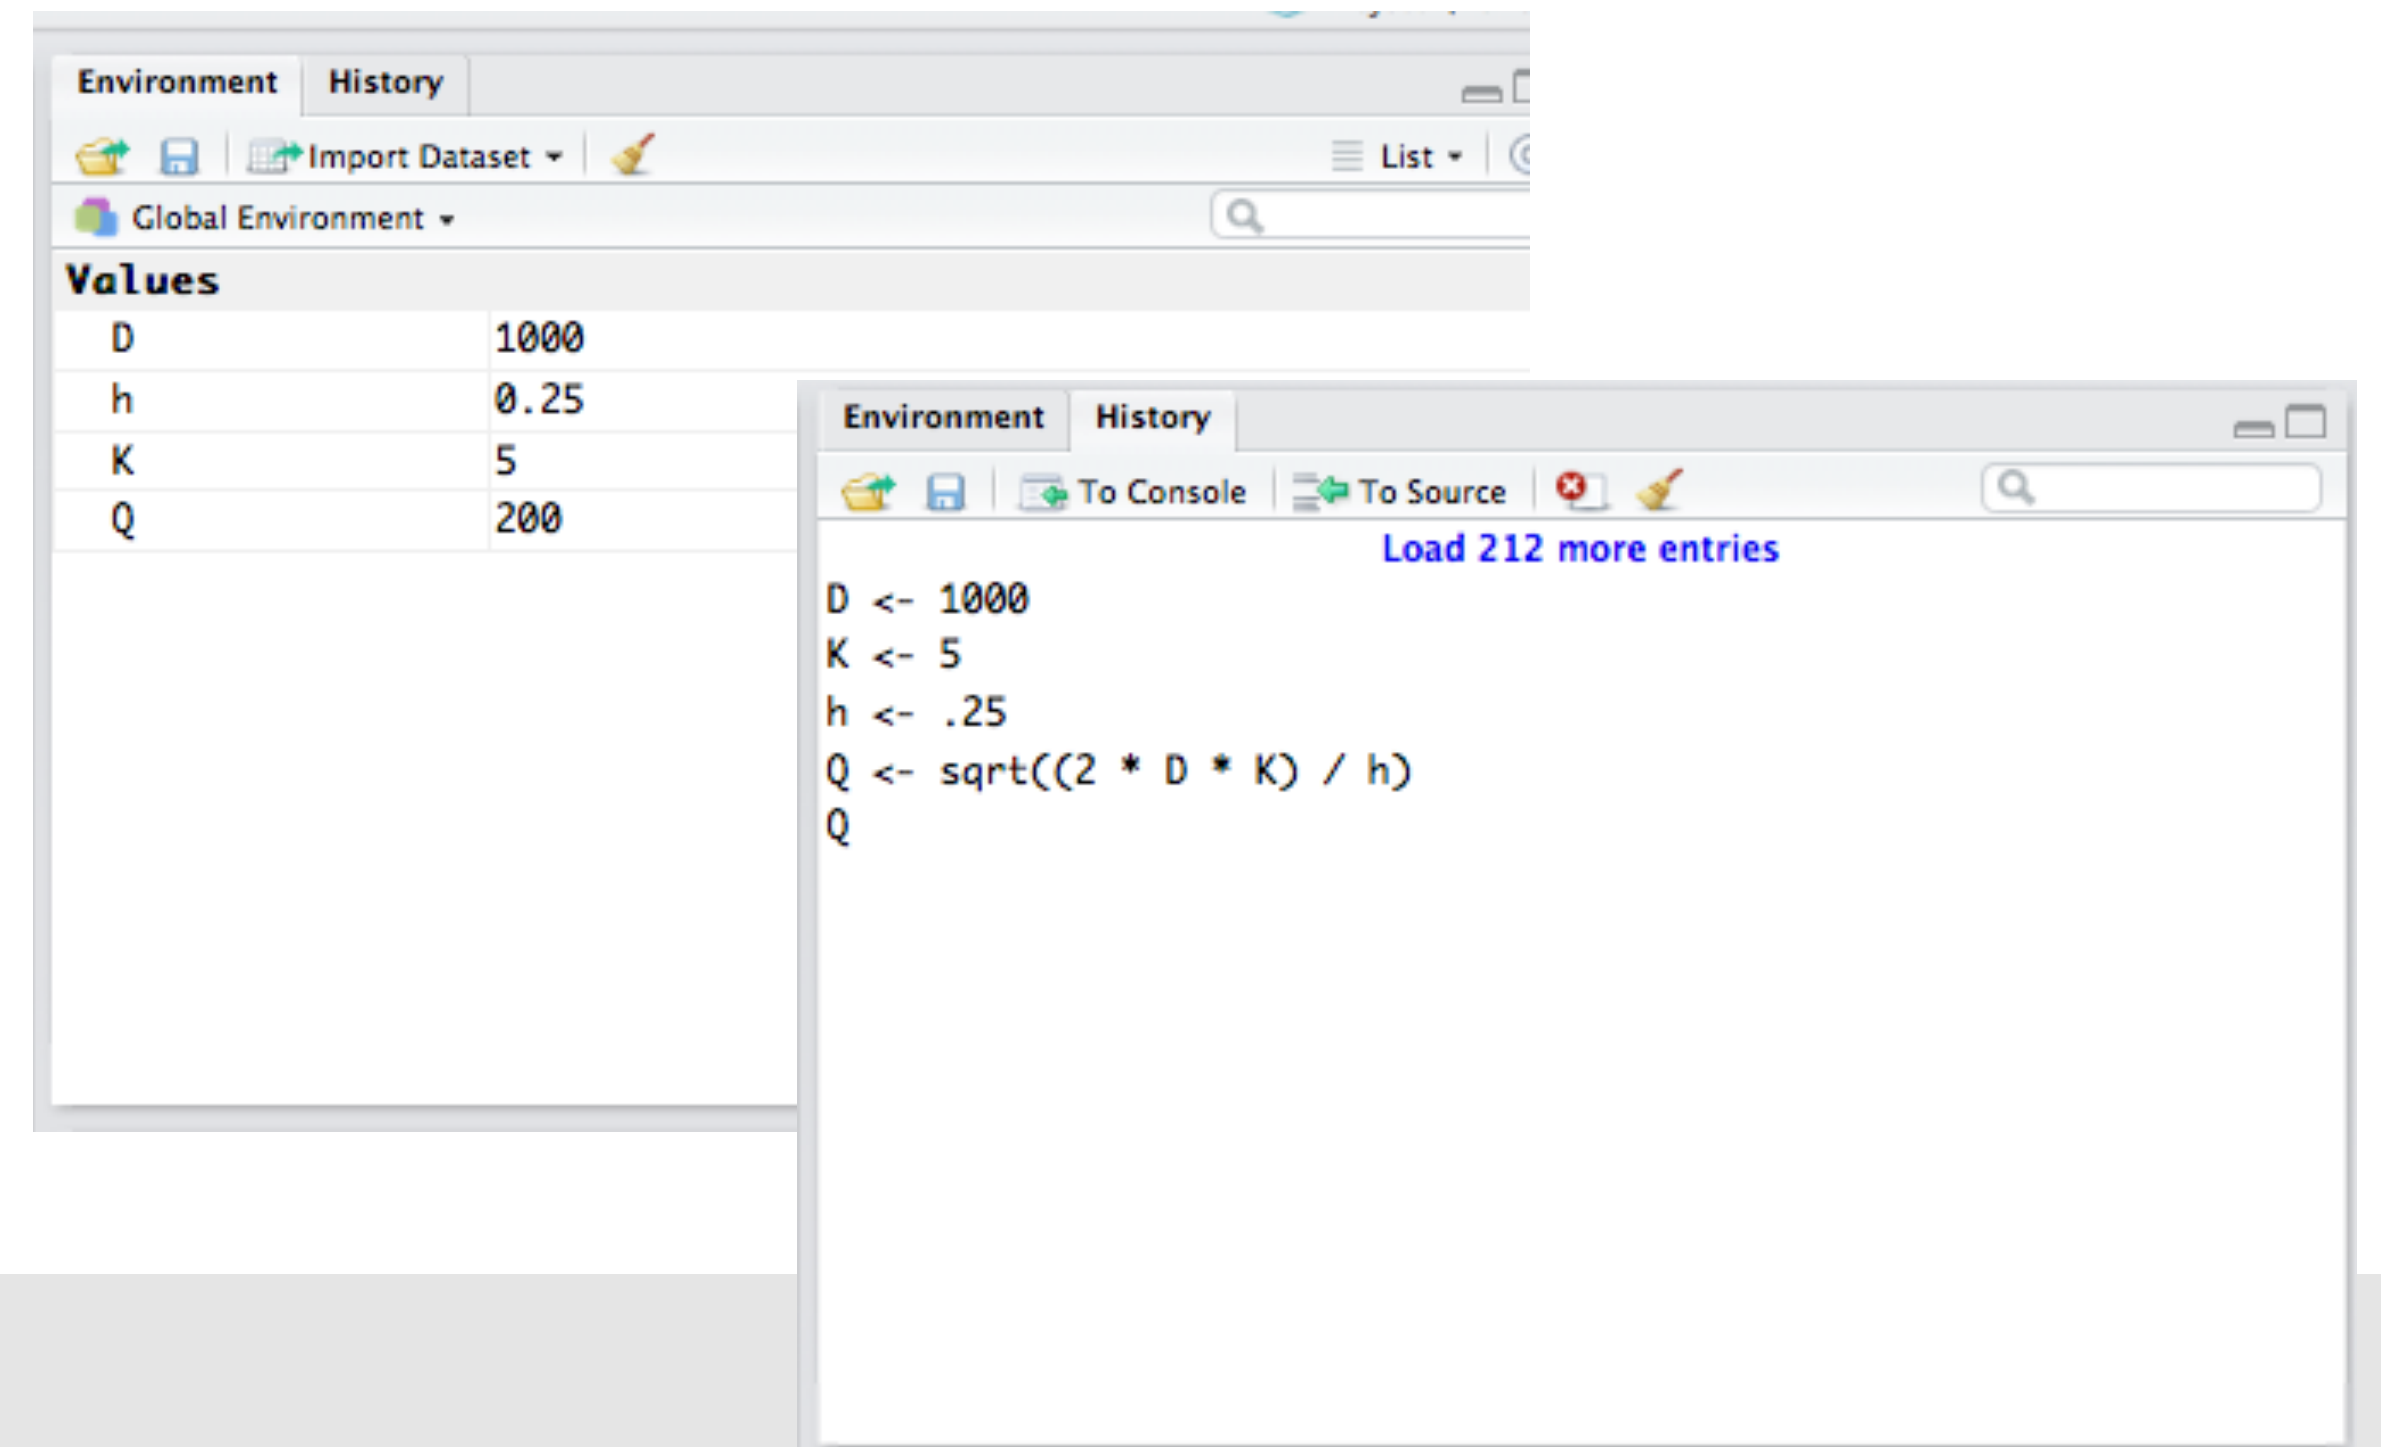 Environment History
Import Dataset List
Global Environment
Values
D 1000
h 0.25
K 5
Q 200
Environment History
To Console To Source
Load 212 more entries
D <- 1000
K <- 5
h <- .25
Q <- sqrt((2 * D * K) / h)
Q